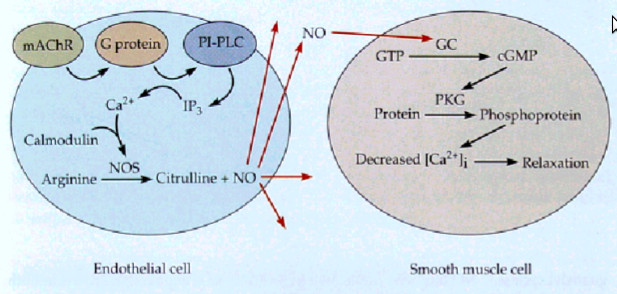 mAChR
G protein
PI-PLC
NO
GC
GTP
cGMP
Ca²⁺
IP₃
PKG
Protein
Phosphoprotein
Calmodulin
NOS
Decreased [Ca²⁺]ᵢ
Relaxation
Arginine
Citrulline + NO
Endothelial cell
Smooth muscle cell